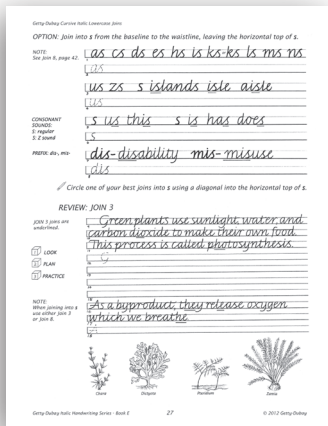 Getty-Dubay Cursive Italic Lowercase Joins
OPTION: Join into s from the baseline to the waistline, leaving the horizontal top of s.
NOTE:
See Join 8, page 42.
as cs ds es hs is ks-ks ls ms ns
as
us zs s islands isle aisle
us
CONSONANT
SOUNDS:
S: regular
S: Z sound
s us this s is has does
s
PREFIX: dis-, mis-
dis- disability mis- misuse
dis
Circle one of your best joins into s using a diagonal into the horizontal top of s.
REVIEW: JOIN 3
JOIN 3 joins are
underlined.
Green plants use sunlight, water, and
carbon dioxide to make their own food.
This process is called photosynthesis.
G
LOOK
PLAN
PRACTICE
NOTE:
When joining into s
use either Join 3
or Join 8.
As a byproduct, they release oxygen
which we breathe.
Chara
Dictyota
Pteridium
Zamia
Getty-Dubay Italic Handwriting Series · Book E
27
© 2012 Getty-Dubay